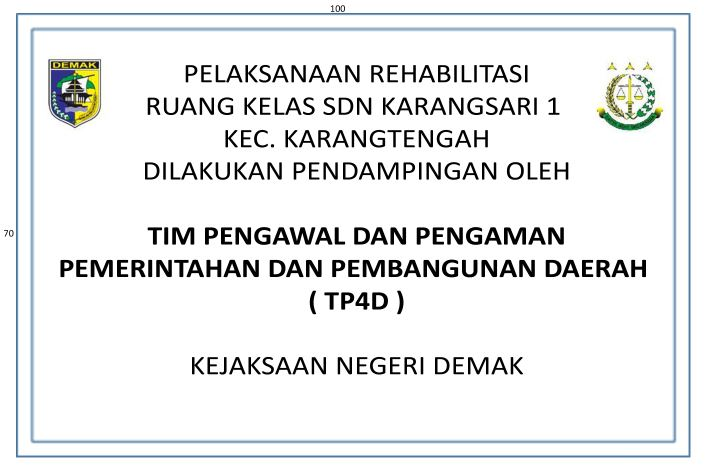 100
DEMAK
PELAKSANAAN REHABILITASI
RUANG KELAS SDN KARANGSARI 1
KEC. KARANGTENGAH
DILAKUKAN PENDAMPINGAN OLEH
70
TIM PENGAWAL DAN PENGAMAN
PEMERINTAHAN DAN PEMBANGUNAN DAERAH
( TP4D )
KEJAKSAAN NEGERI DEMAK